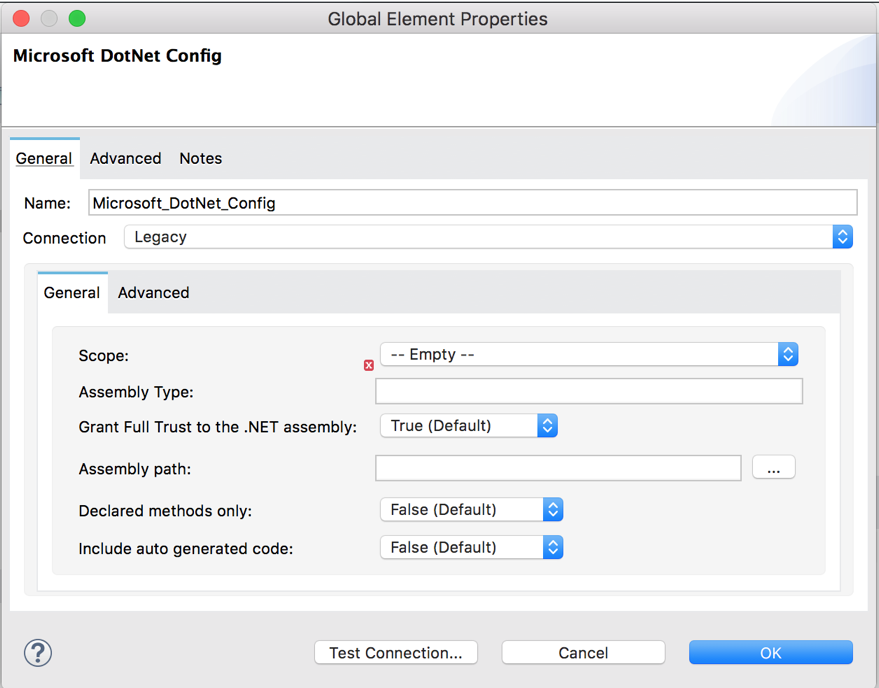 Global Element Properties
Microsoft DotNet Config
General Advanced Notes
Name: Microsoft_DotNet_Config
Connection Legacy
General Advanced
Scope: -- Empty --
Assembly Type:
Grant Full Trust to the .NET assembly: True (Default)
Assembly path: ...
Declared methods only: False (Default)
Include auto generated code: False (Default)
? Test Connection... Cancel OK